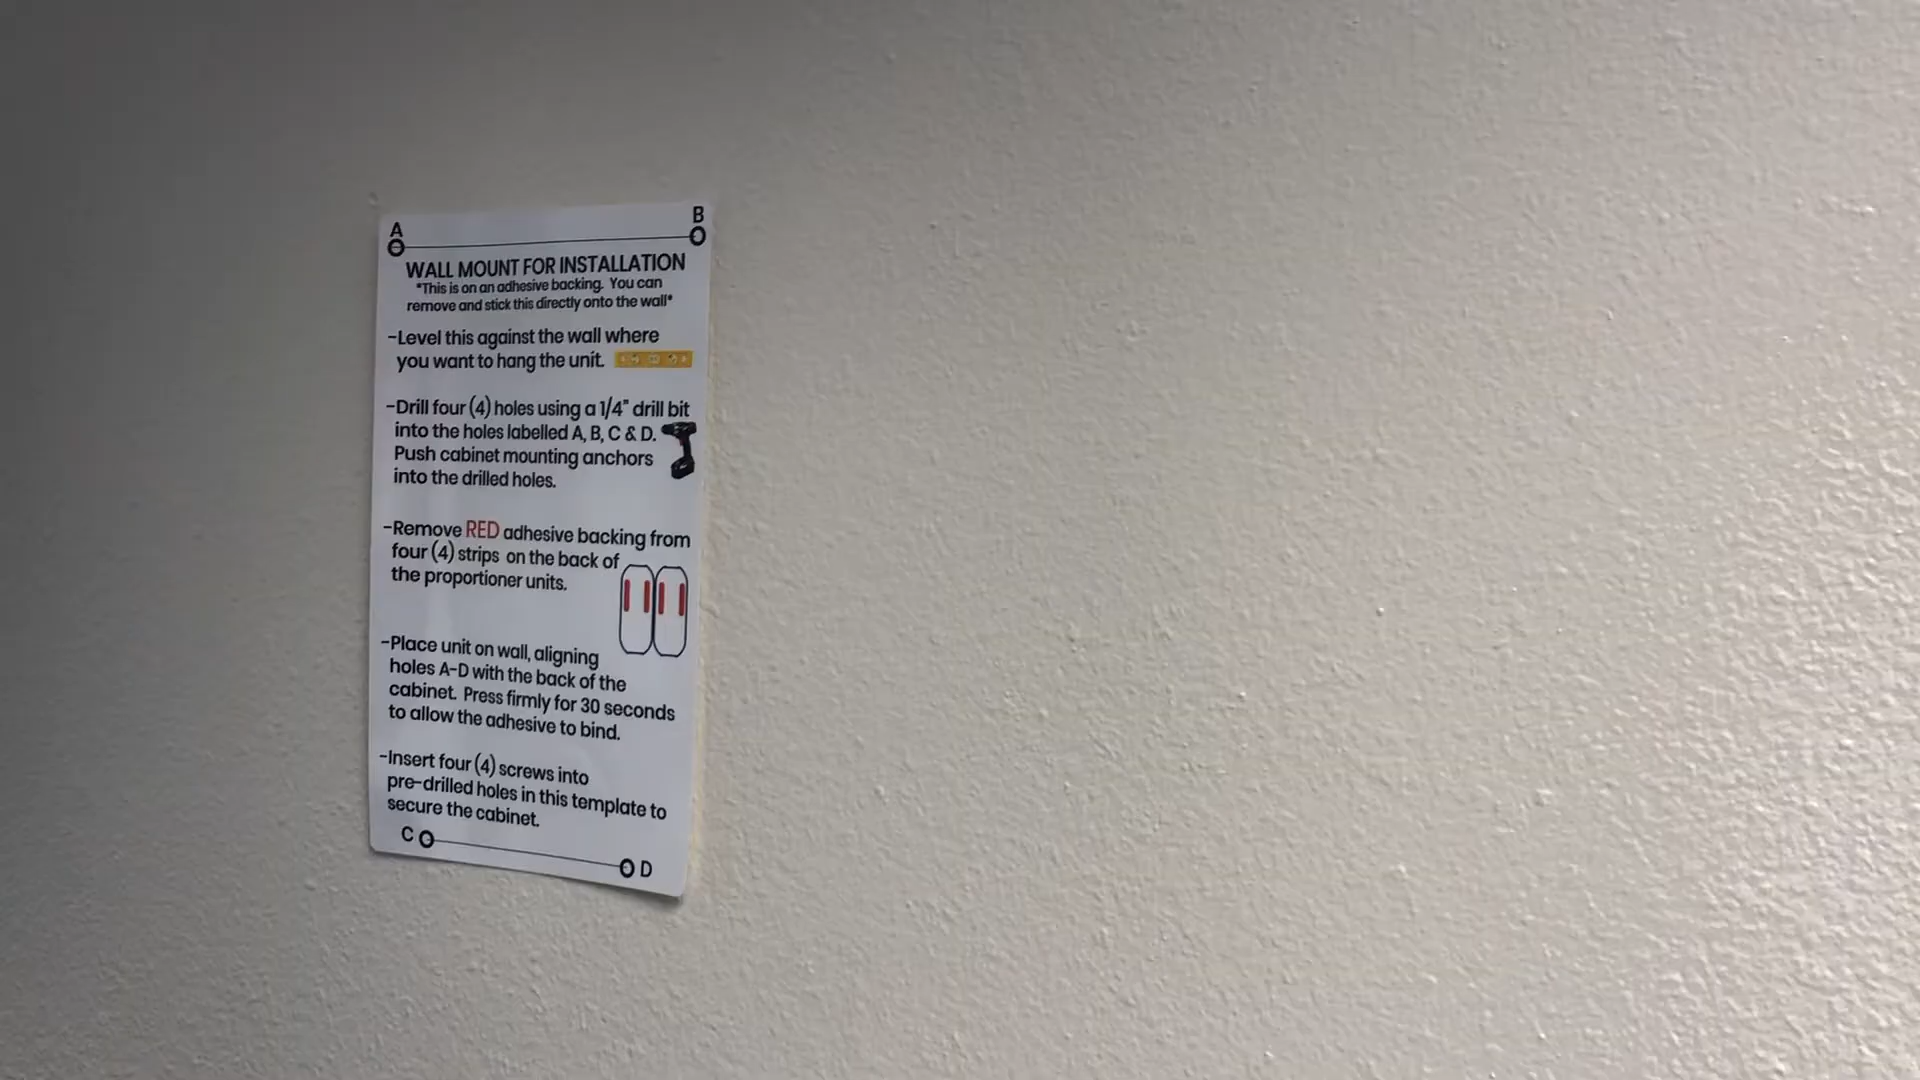 A B
WALL MOUNT FOR INSTALLATION
*This is on an adhesive backing. You can
remove and stick this directly onto the wall*
-Level this against the wall where
you want to hang the unit.
-Drill four (4) holes using a 1/4" drill bit
into the holes labelled A, B, C & D.
Push cabinet mounting anchors
into the drilled holes.
-Remove RED adhesive backing from
four (4) strips on the back of
the proportioner units.
-Place unit on wall, aligning
holes A-D with the back of the
cabinet. Press firmly for 30 seconds
to allow the adhesive to bind.
-Insert four (4) screws into
pre-drilled holes in this template to
secure the cabinet.
C D